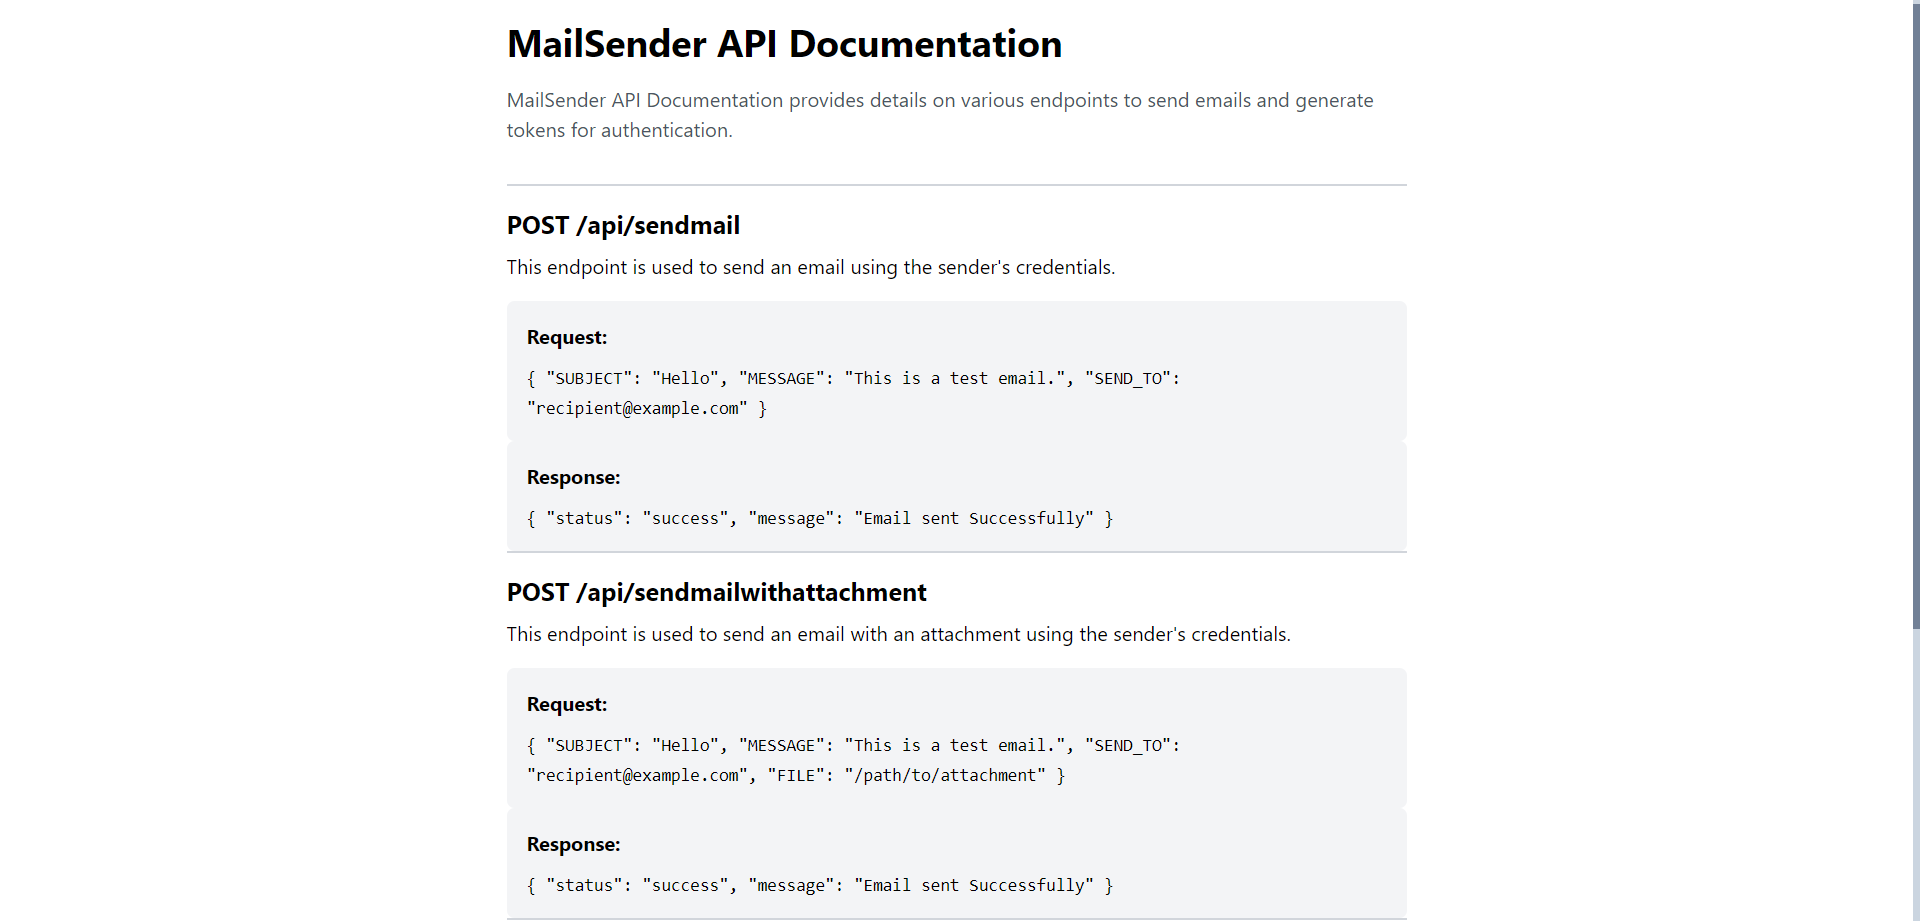 MailSender API Documentation
MailSender API Documentation provides details on various endpoints to send emails and generate
tokens for authentication.
POST /api/sendmail
This endpoint is used to send an email using the sender's credentials.
Request:
{ "SUBJECT": "Hello", "MESSAGE": "This is a test email.", "SEND_TO":
"recipient@example.com" }
Response:
{ "status": "success", "message": "Email sent Successfully" }
POST /api/sendmailwithattachment
This endpoint is used to send an email with an attachment using the sender's credentials.
Request:
{ "SUBJECT": "Hello", "MESSAGE": "This is a test email.", "SEND_TO":
"recipient@example.com", "FILE": "/path/to/attachment" }
Response:
{ "status": "success", "message": "Email sent Successfully" }